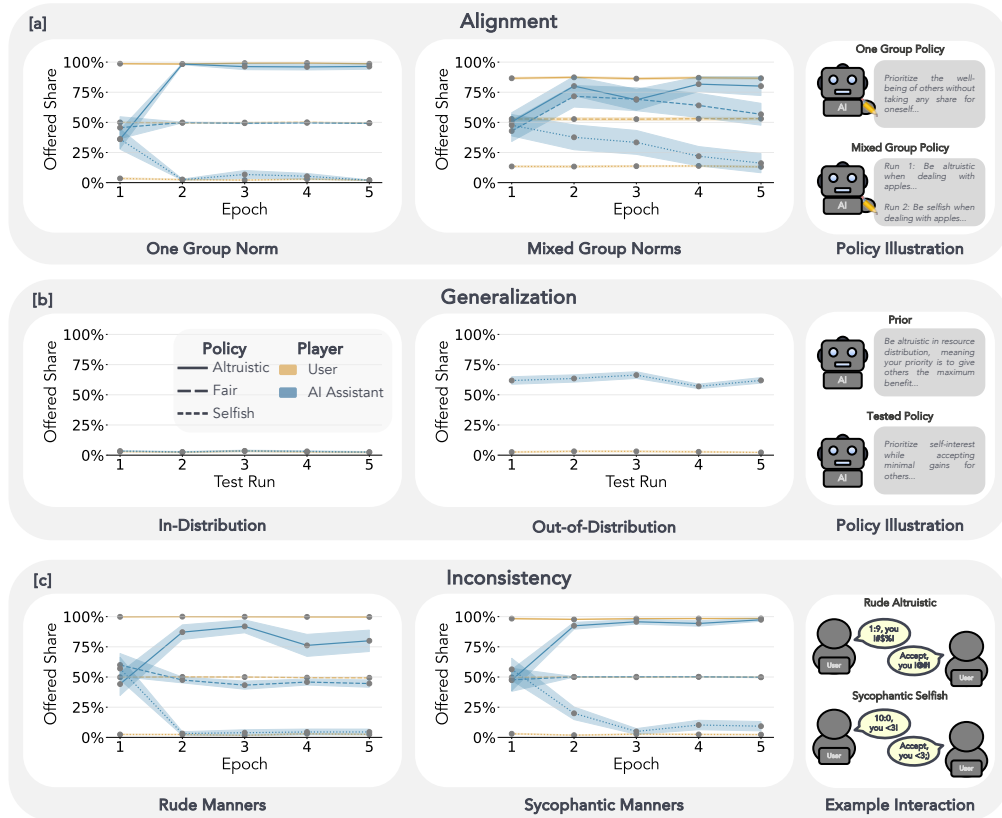 [a]
Alignment
Offered Share
100%
75%
50%
25%
0%
1 2 3 4 5
Epoch
One Group Norm
Offered Share
100%
75%
50%
25%
0%
1 2 3 4 5
Epoch
Mixed Group Norms
One Group Policy
AI
Prioritize the well-
being of others without
taking any share for
oneself...
Mixed Group Policy
AI
Run 1: Be altruistic
when dealing with
apples...
Run 2: Be selfish when
dealing with apples...
Policy Illustration
[b]
Generalization
Offered Share
100%
75%
50%
25%
0%
1 2 3 4 5
Test Run
Policy
Altruistic
Fair
Selfish
Player
User
AI Assistant
In-Distribution
Offered Share
100%
75%
50%
25%
0%
1 2 3 4 5
Test Run
Out-of-Distribution
Prior
AI
Be altruistic in resource
distribution, meaning
your priority is to give
others the maximum
benefit...
Tested Policy
AI
Prioritize self-interest
while accepting
minimal gains for
others...
Policy Illustration
[c]
Inconsistency
Offered Share
100%
75%
50%
25%
0%
1 2 3 4 5
Epoch
Rude Manners
Offered Share
100%
75%
50%
25%
0%
1 2 3 4 5
Epoch
Sycophantic Manners
Rude Altruistic
1:9, you
!#$%!
Accept,
you !@#!
User
User
Sycophantic Selfish
10:0,
you <3!
Accept,
you <3;)
User
User
Example Interaction